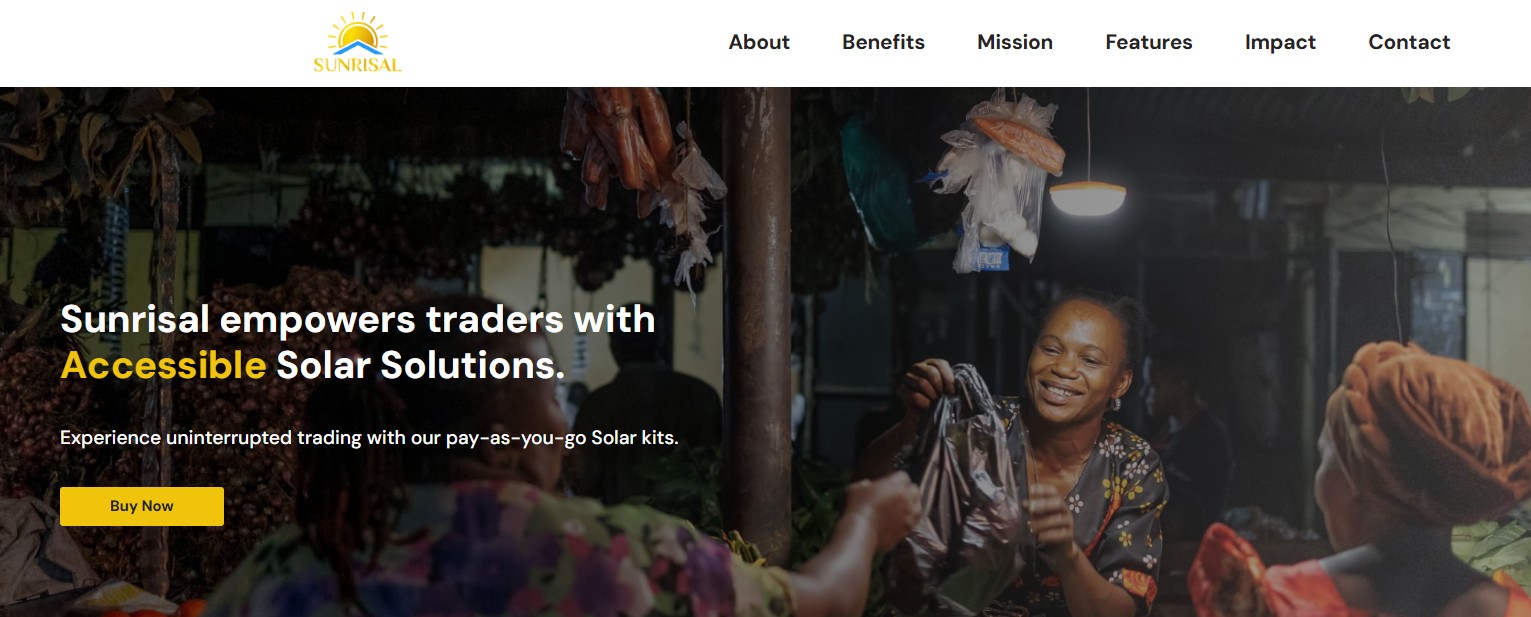 SUNRISAL
About Benefits Mission Features Impact Contact
Sunrisal empowers traders with
Accessible Solar Solutions.
Experience uninterrupted trading with our pay-as-you-go Solar kits.
Buy Now